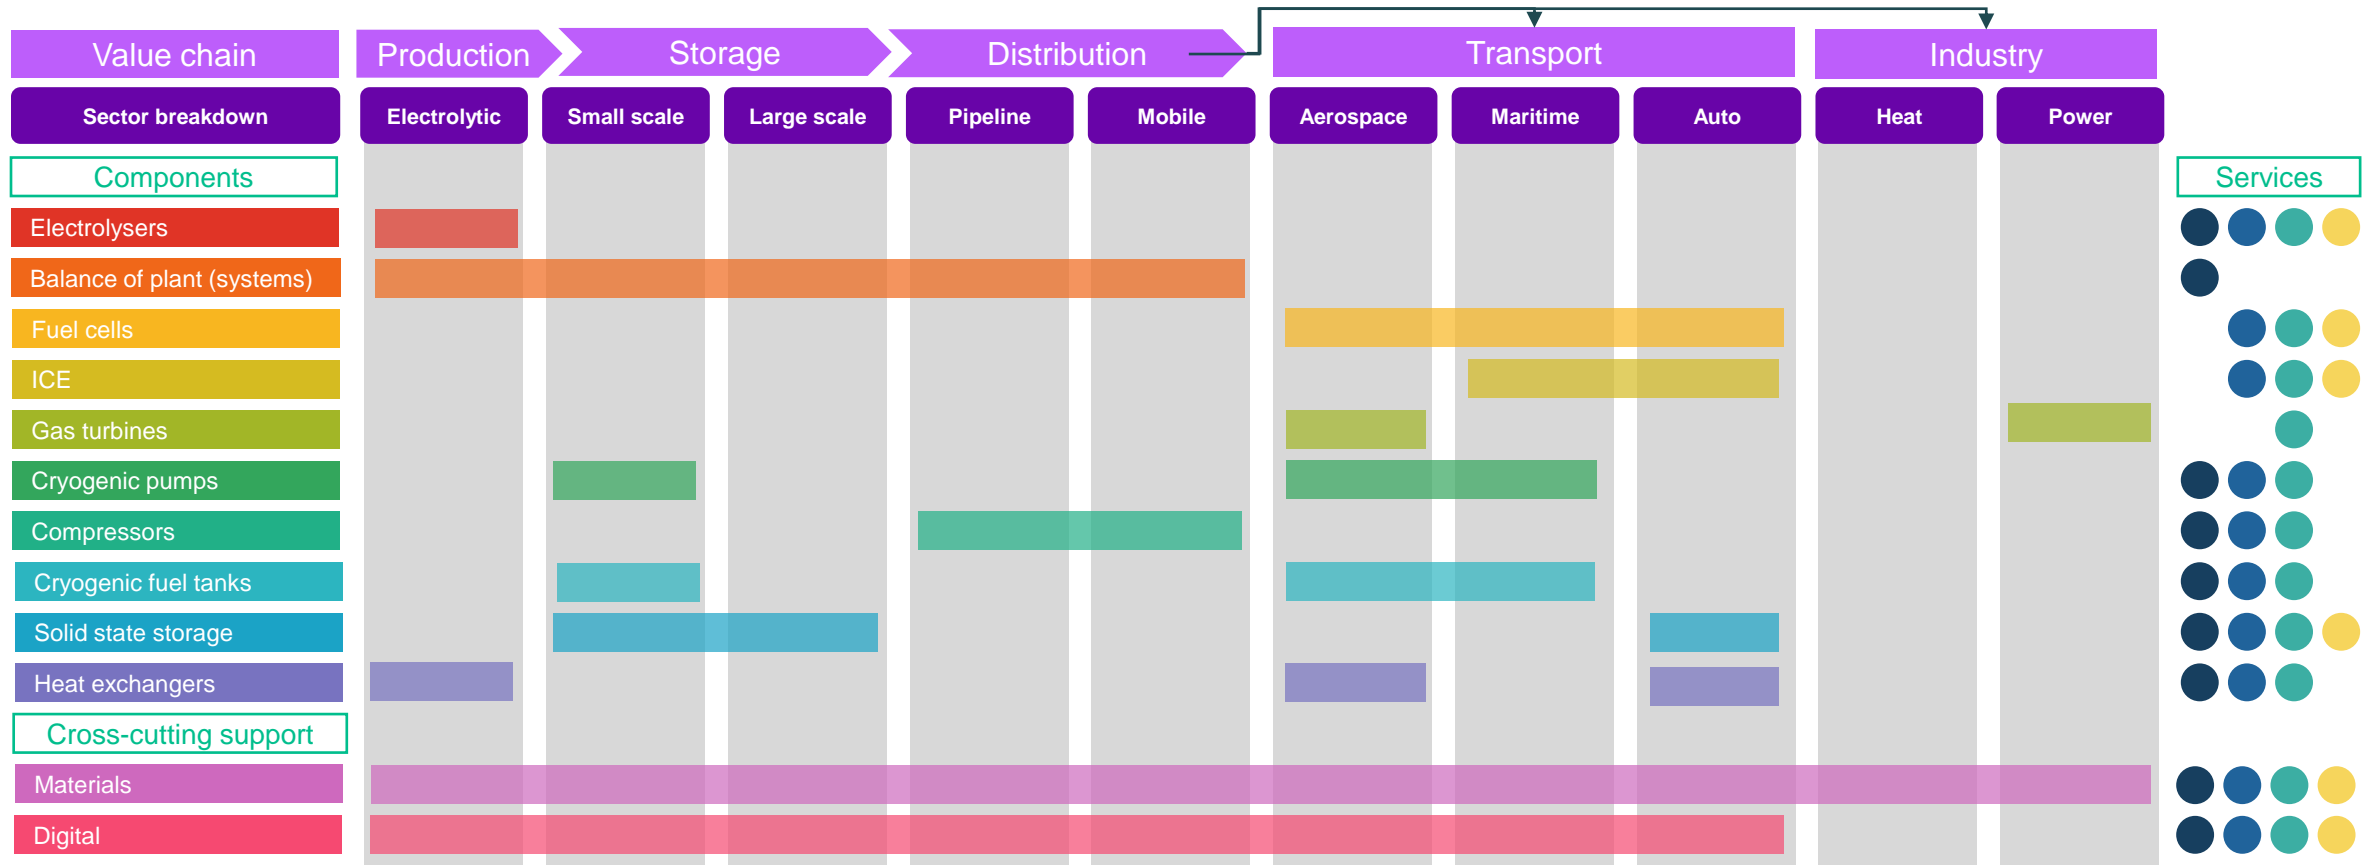 Value chain
Production
Storage
Distribution
Transport
Industry
Sector breakdown
Electrolytic
Small scale
Large scale
Pipeline
Mobile
Aerospace
Maritime
Auto
Heat
Power
Components
Services
Electrolysers
Balance of plant (systems)
Fuel cells
ICE
Gas turbines
Cryogenic pumps
Compressors
Cryogenic fuel tanks
Solid state storage
Heat exchangers
Cross-cutting support
Materials
Digital